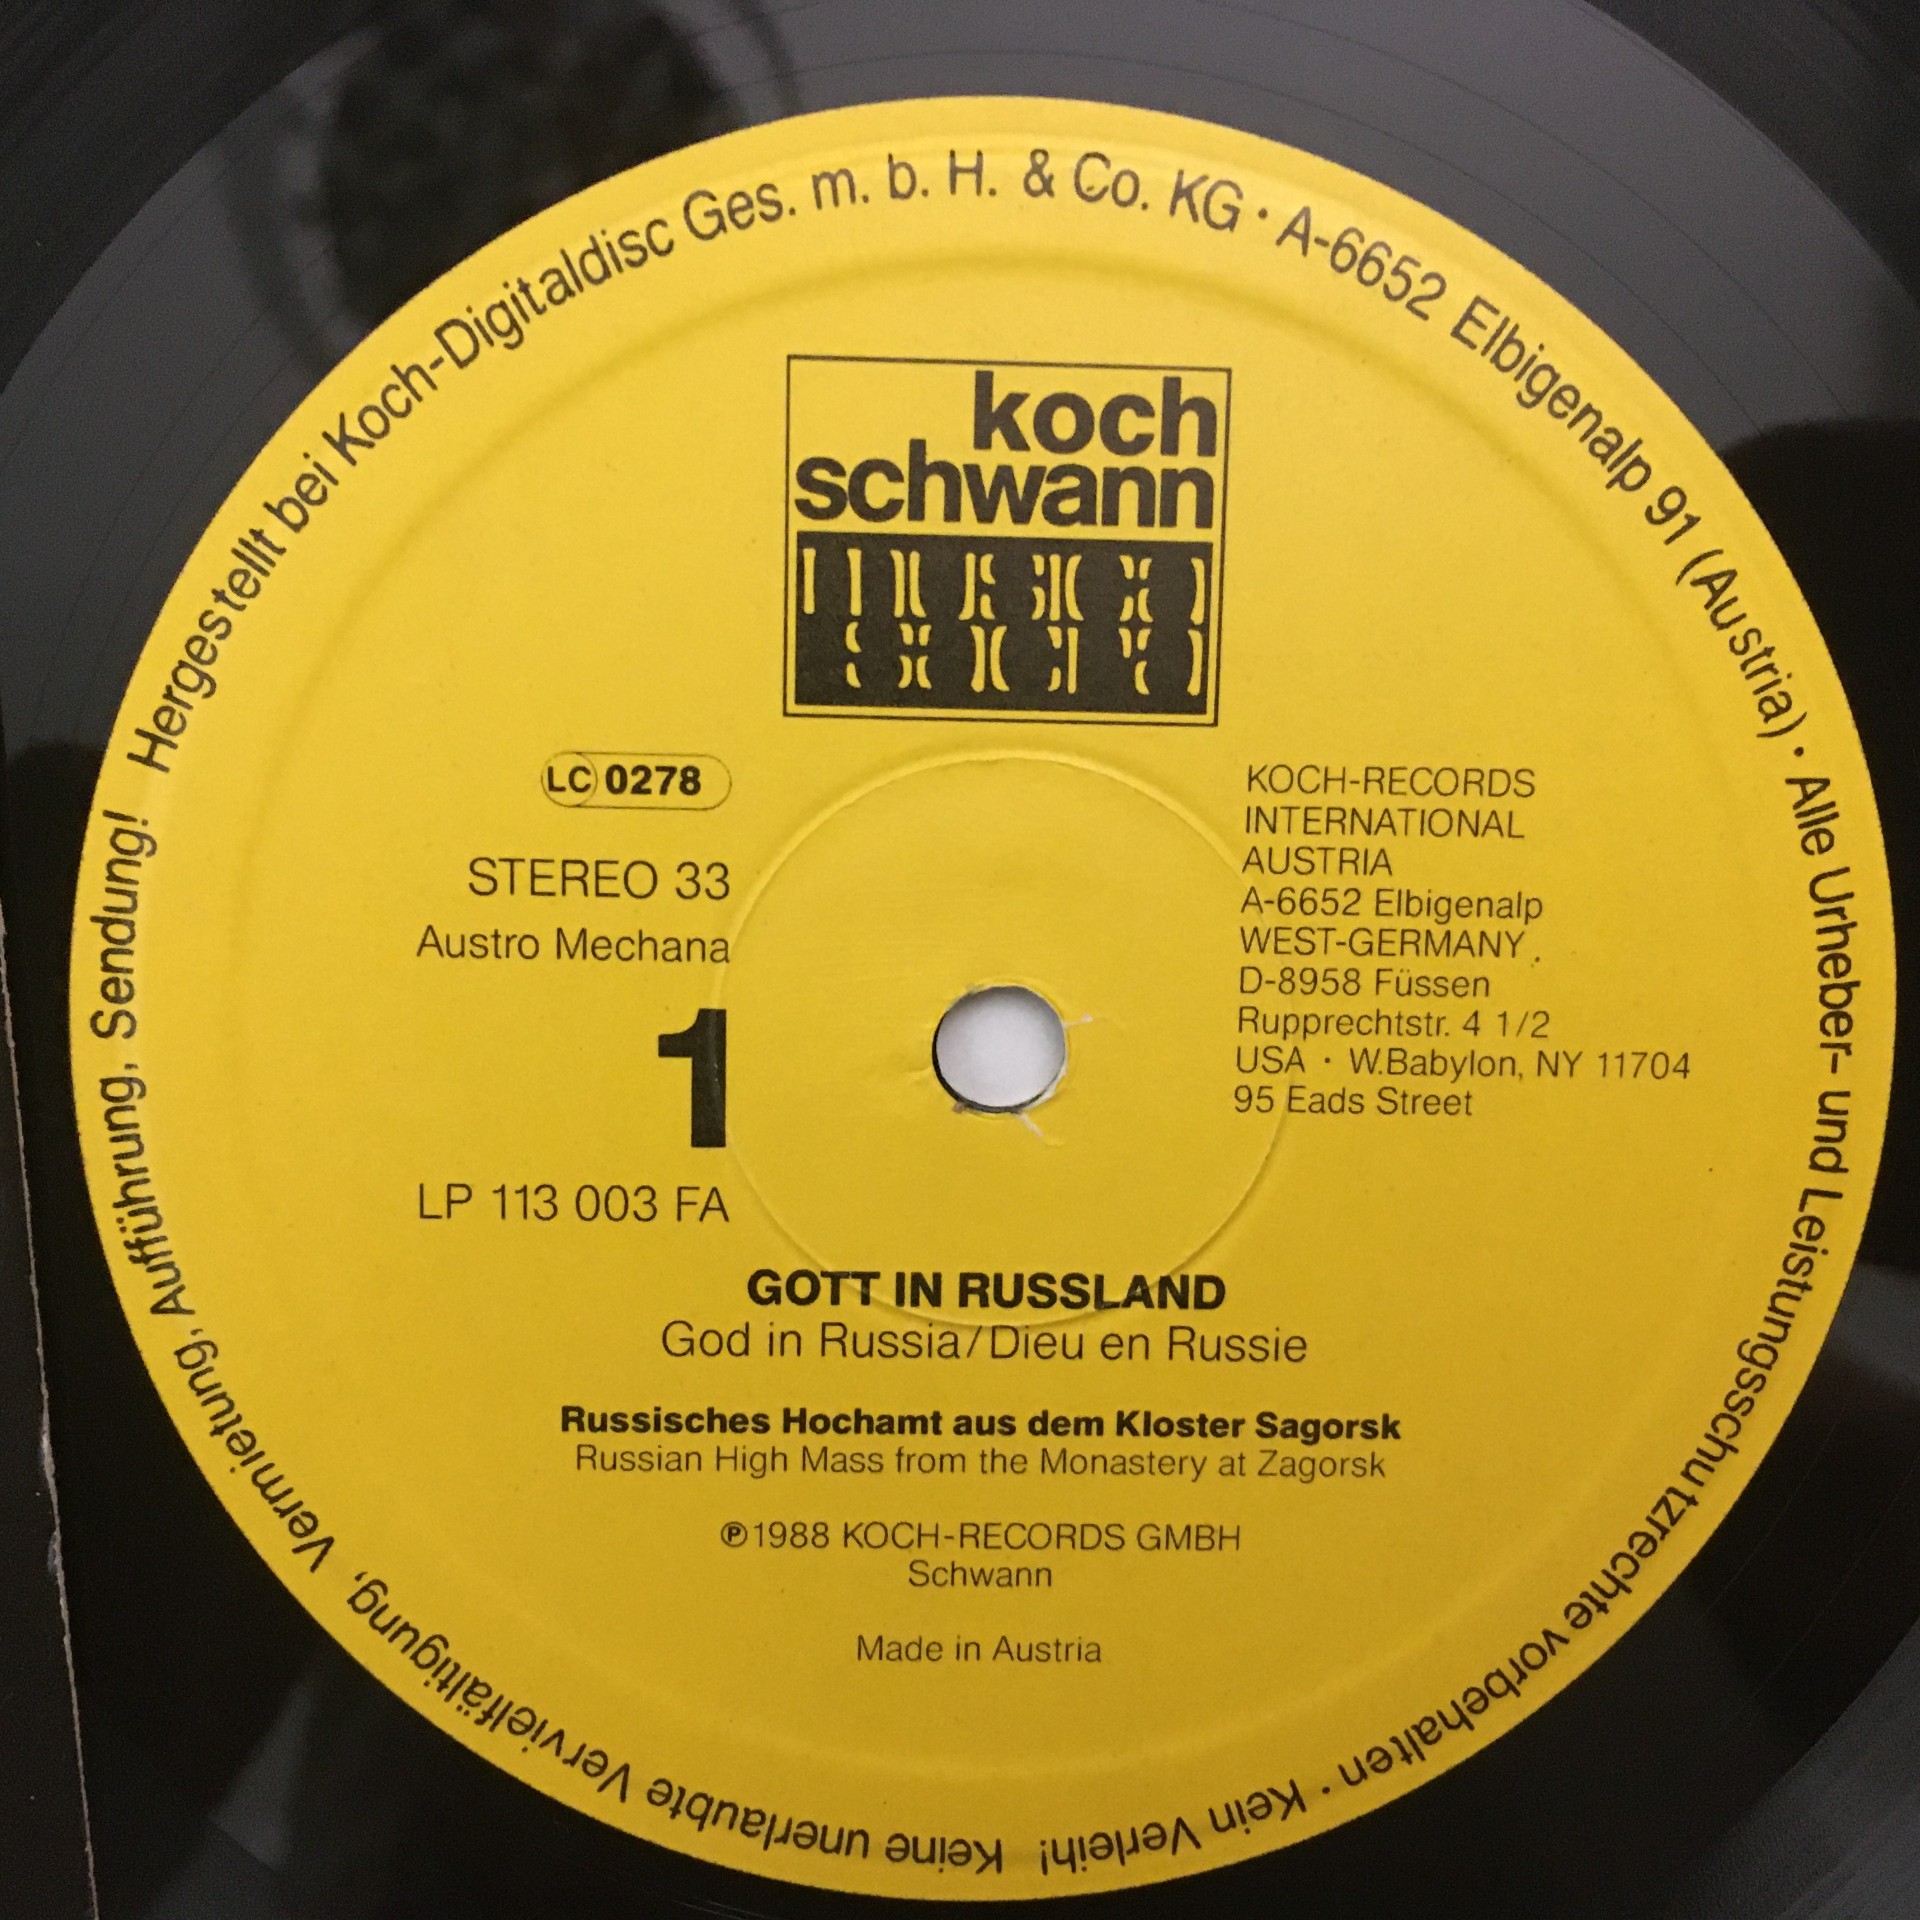 Hergestellt bei Koch-Digitaldisc Ges. m. b. H. & Co. KG · A-6652 Elbigenalp 91 (Austria) · Alle Urheber- und Leistungsschutzrechte vorbehalten · Kein Verleih! Keine unerlaubte Vervielfältigung, Vermietung, Aufführung, Sendung!
koch
schwann
LC 0278
STEREO 33
Austro Mechana
1
LP 113 003 FA
KOCH-RECORDS
INTERNATIONAL
AUSTRIA
A-6652 Elbigenalp
WEST-GERMANY
D-8958 Füssen
Rupprechtstr. 4 1/2
USA · W.Babylon, NY 11704
95 Eads Street
GOTT IN RUSSLAND
God in Russia/Dieu en Russie
Russisches Hochamt aus dem Kloster Sagorsk
Russian High Mass from the Monastery at Zagorsk
℗1988 KOCH-RECORDS GMBH
Schwann
Made in Austria